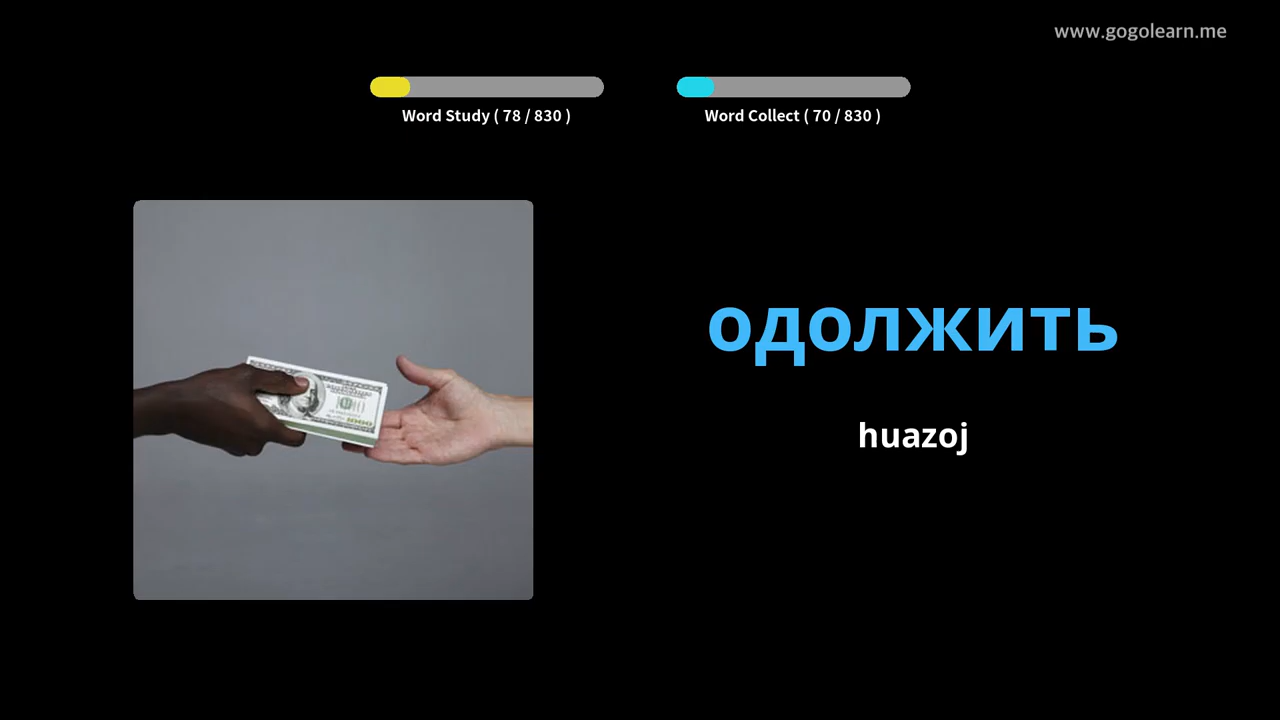 www.gogolearn.me
Word Study ( 78 / 830 )
Word Collect ( 70 / 830 )
одолжить
huazoj